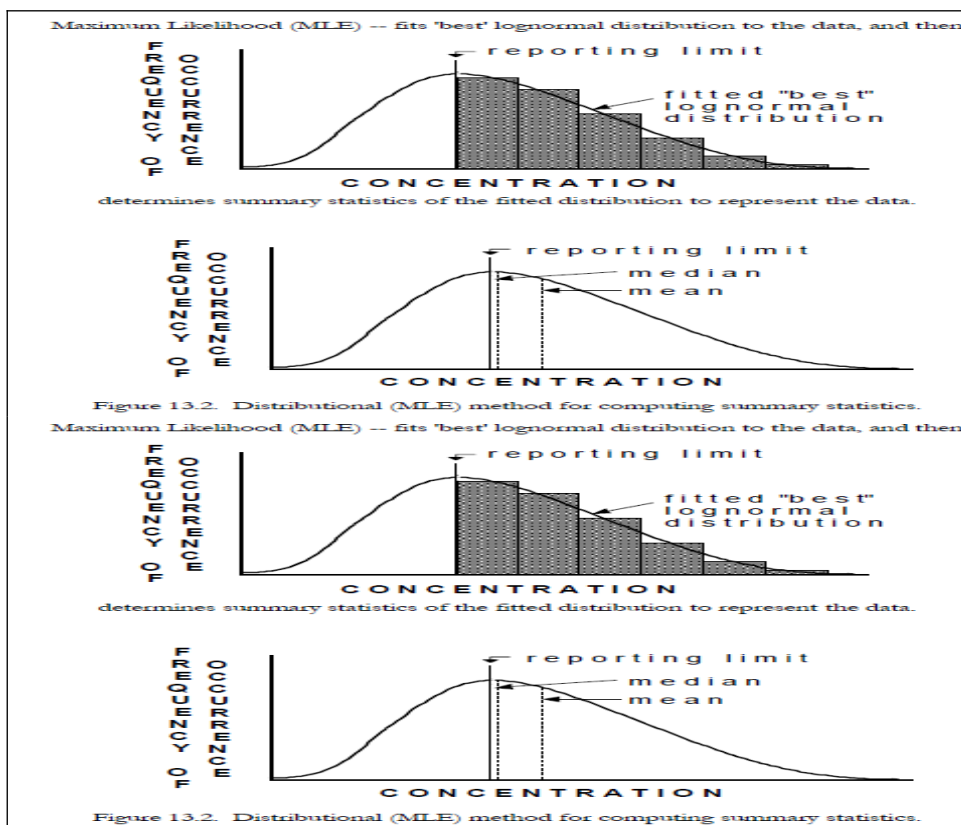 Maximum Likelihood (MLE) -- fits 'best' lognormal distribution to the data, and then
FREQUENCY OF
OCCURRENCE
reporting limit
fitted "best"
lognormal
distribution
CONCENTRATION
determines summary statistics of the fitted distribution to represent the data.
FREQUENCY OF
OCCURRENCE
reporting limit
median
mean
CONCENTRATION
Figure 13.2. Distributional (MLE) method for computing summary statistics.
Maximum Likelihood (MLE) -- fits 'best' lognormal distribution to the data, and then
FREQUENCY OF
OCCURRENCE
reporting limit
fitted "best"
lognormal
distribution
CONCENTRATION
determines summary statistics of the fitted distribution to represent the data.
FREQUENCY OF
OCCURRENCE
reporting limit
median
mean
CONCENTRATION
Figure 13.2. Distributional (MLE) method for computing summary statistics.